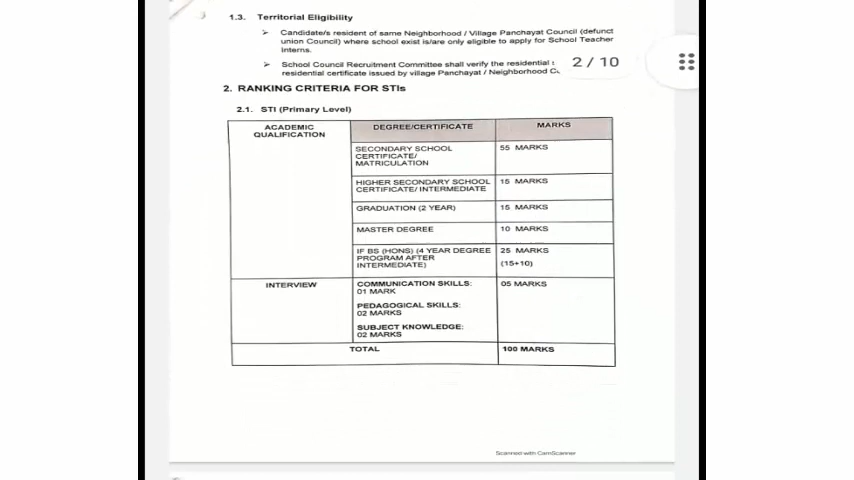 1.3. Territorial Eligibility
➢ Candidate/s resident of same Neighborhood / Village Panchayat Council (defunct
union Council) where school exist is/are only eligible to apply for School Teacher
Interns.
➢ School Council Recruitment Committee shall verify the residential
residential certificate issued by village Panchayat / Neighborhood
2 / 10
2. RANKING CRITERIA FOR STIs
2.1. STI (Primary Level)
ACADEMIC
QUALIFICATION
DEGREE/CERTIFICATE
MARKS
SECONDARY SCHOOL
CERTIFICATE/
MATRICULATION
55 MARKS
HIGHER SECONDARY SCHOOL
CERTIFICATE/ INTERMEDIATE
15 MARKS
GRADUATION (2 YEAR)
15 MARKS
MASTER DEGREE
10 MARKS
IF BS (HONS) (4 YEAR DEGREE
PROGRAM AFTER
INTERMEDIATE)
25 MARKS
(15+10)
INTERVIEW
COMMUNICATION SKILLS:
01 MARK
PEDAGOGICAL SKILLS:
02 MARKS
SUBJECT KNOWLEDGE:
02 MARKS
05 MARKS
TOTAL
100 MARKS
Scanned with CamScanner